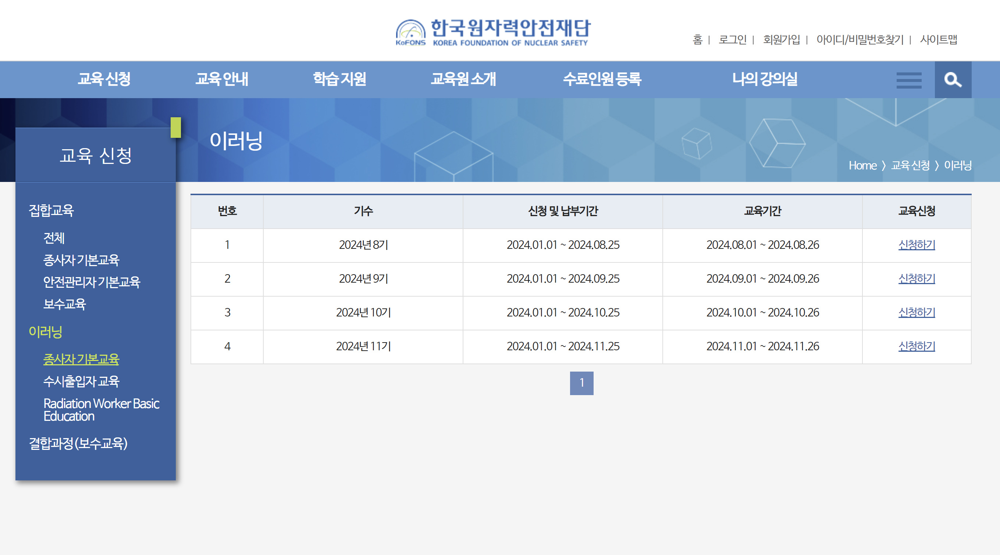 한국원자력안전재단
KoFONS KOREA FOUNDATION OF NUCLEAR SAFETY
홈 | 로그인 | 회원가입 | 아이디/비밀번호찾기 | 사이트맵
교육 신청 교육 안내 학습 지원 교육원 소개 수료인원 등록 나의 강의실
이러닝
교육 신청
Home 〉 교육 신청 〉 이러닝
집합교육
전체
종사자 기본교육
안전관리자 기본교육
보수교육
이러닝
종사자 기본교육
수시출입자 교육
Radiation Worker Basic
Education
결합과정(보수교육)
번호 기수 신청 및 납부기간 교육기간 교육신청
1 2024년 8기 2024.01.01 ~ 2024.08.25 2024.08.01 ~ 2024.08.26 신청하기
2 2024년 9기 2024.01.01 ~ 2024.09.25 2024.09.01 ~ 2024.09.26 신청하기
3 2024년 10기 2024.01.01 ~ 2024.10.25 2024.10.01 ~ 2024.10.26 신청하기
4 2024년 11기 2024.01.01 ~ 2024.11.25 2024.11.01 ~ 2024.11.26 신청하기
1